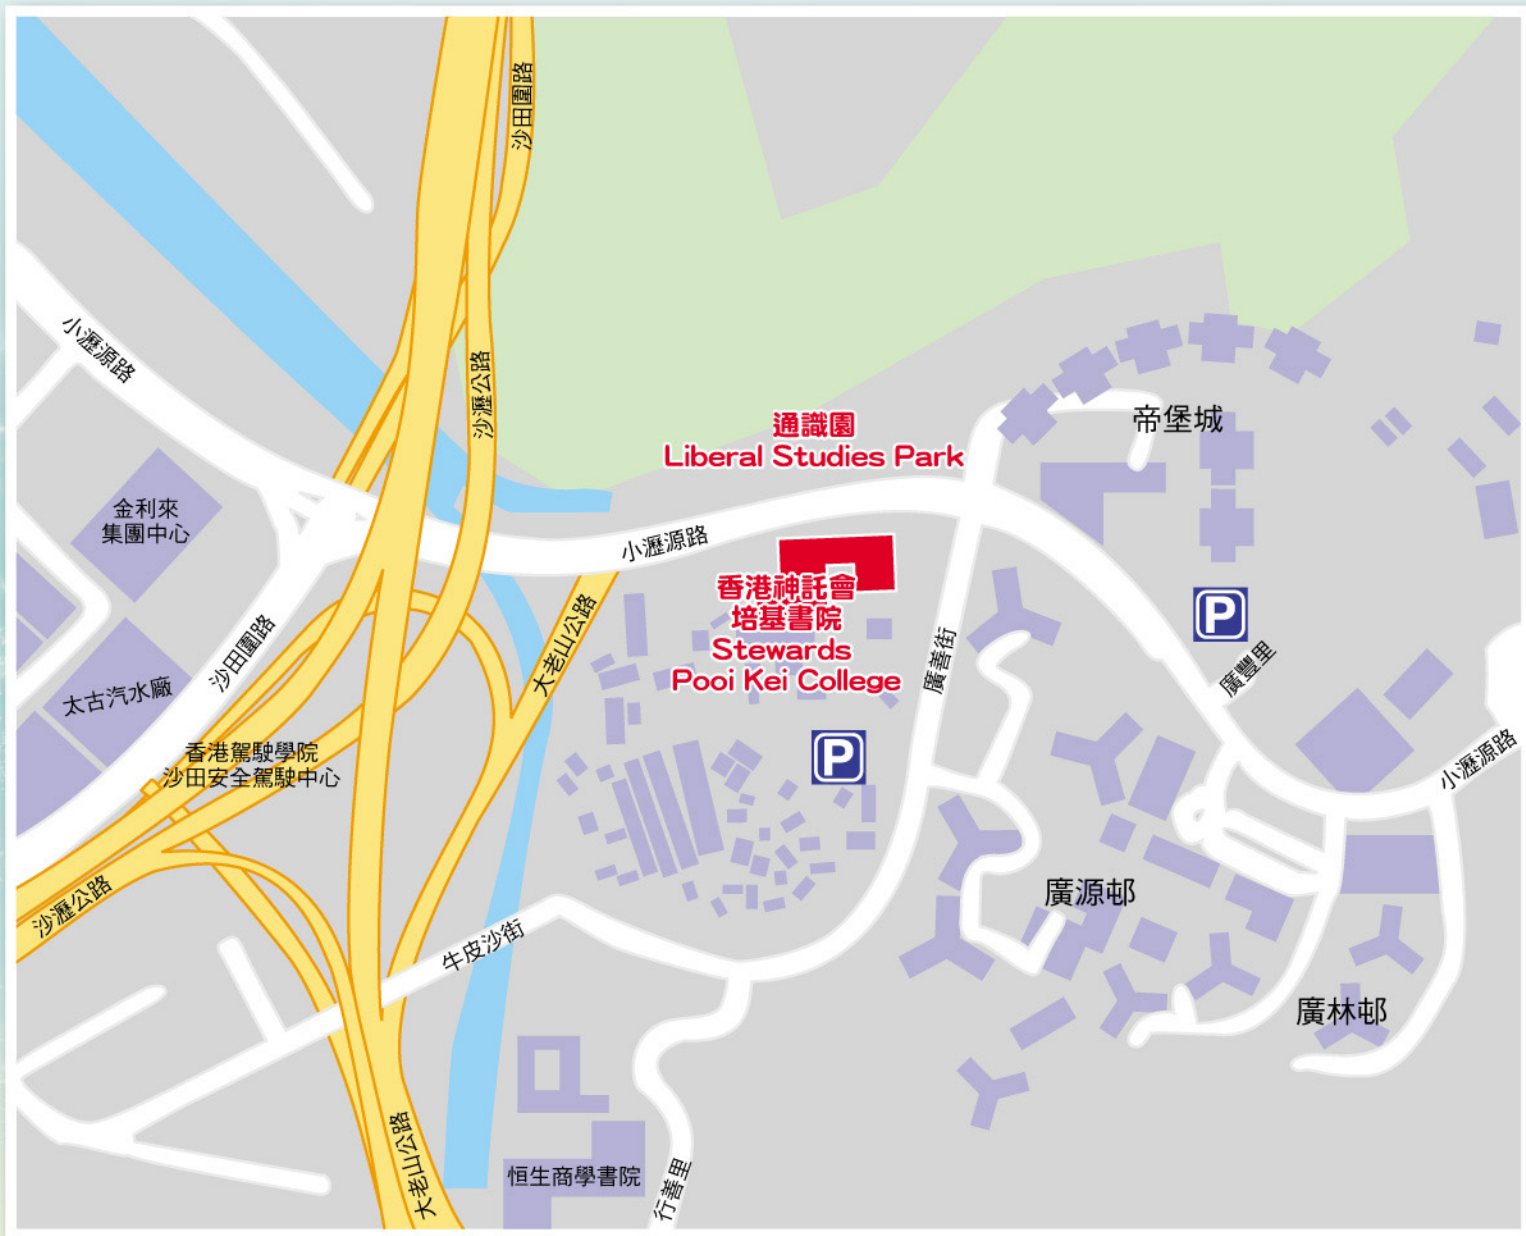 沙田圍路
小瀝源路
沙瀝公路
通識園
Liberal Studies Park
帝堡城
金利來
集團中心
小瀝源路
香港神託會
培基書院
Stewards
Pooi Kei College
大老山公路
沙田圍路
廣善街
廣豐里
太古汽水廠
香港駕駛學院
沙田安全駕駛中心
P
P
小瀝源路
沙瀝公路
廣源邨
牛皮沙街
廣林邨
大老山公路
恒生商學書院
行善里